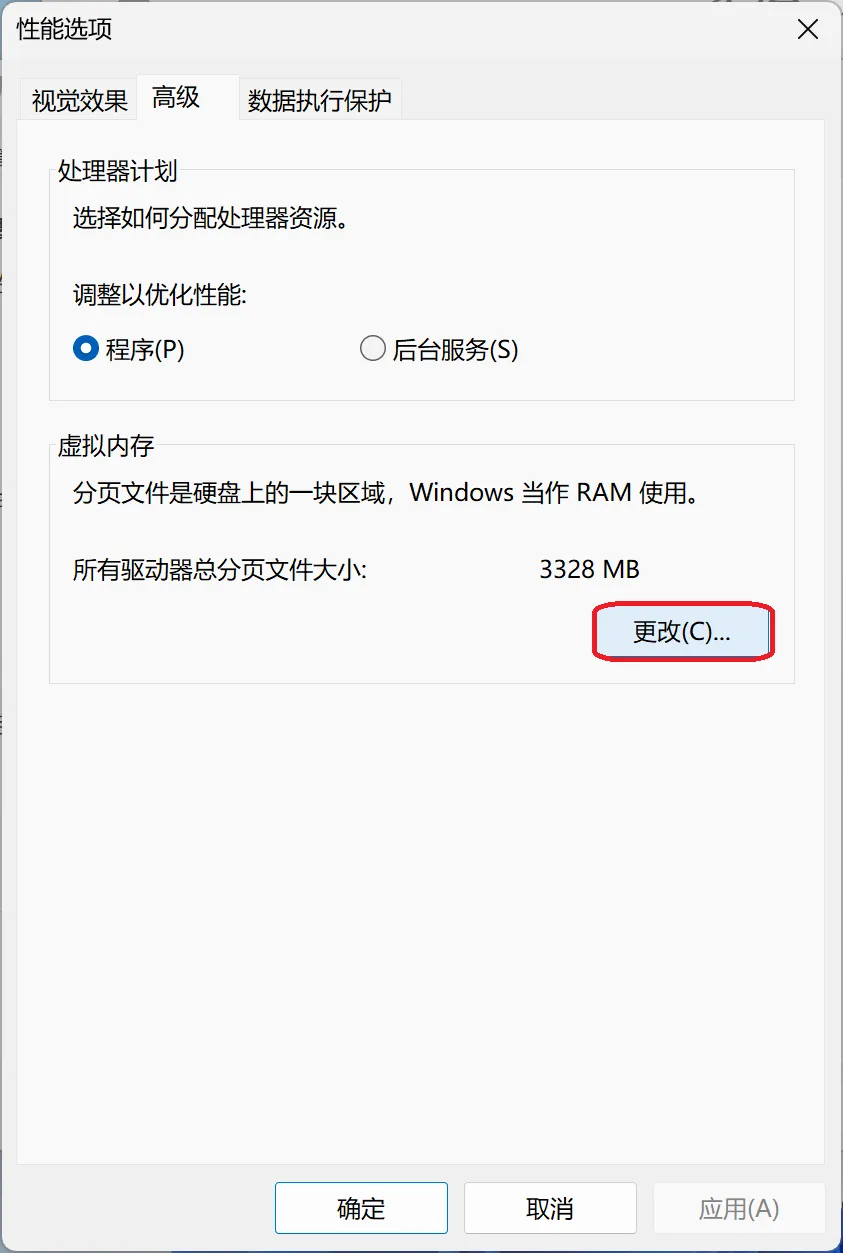 性能选项
视觉效果 高级 数据执行保护
处理器计划
选择如何分配处理器资源。
调整以优化性能:
程序(P) 后台服务(S)
虚拟内存
分页文件是硬盘上的一块区域，Windows 当作 RAM 使用。
所有驱动器总分页文件大小: 3328 MB
更改(C)...
确定 取消 应用(A)